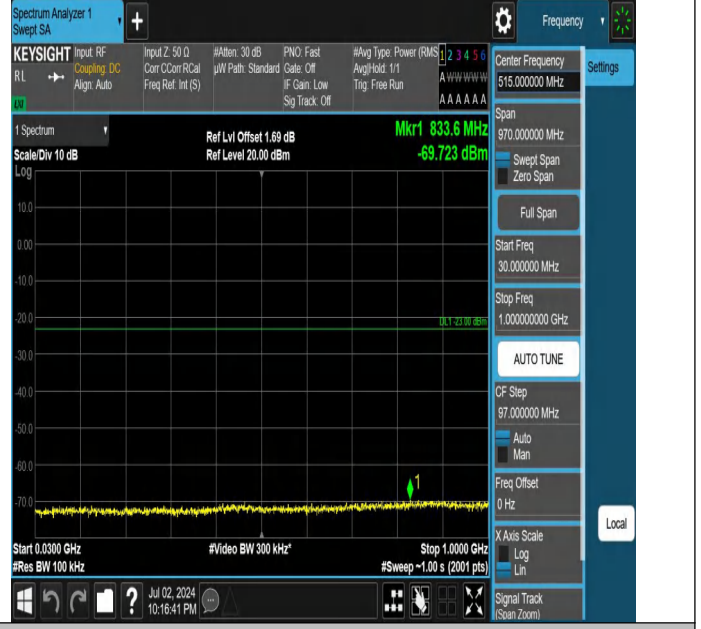 Spectrum Analyzer 1
Swept SA
+
Frequency
KEYSIGHT
RL
LXI
Input: RF
Coupling: DC
Align: Auto
Input Z: 50 Ω
Corr CCorr RCal
Freq Ref: Int (S)
#Atten: 30 dB
µW Path: Standard
PNO: Fast
Gate: Off
IF Gain: Low
Sig Track: Off
#Avg Type: Power (RMS
Avg|Hold: 1/1
Trig: Free Run
1 2 3 4 5 6
A W W W W W
A A A A A A
1 Spectrum
Scale/Div 10 dB
Log
Ref Lvl Offset 1.69 dB
Ref Level 20.00 dBm
Mkr1 833.6 MHz
-69.723 dBm
10.0
0.00
-10.0
-20.0
DL1 -23.00 dBm
-30.0
-40.0
-50.0
-60.0
-70.0
1
Start 0.0300 GHz
#Res BW 100 kHz
#Video BW 300 kHz*
Stop 1.0000 GHz
#Sweep ~1.00 s (2001 pts)
Center Frequency
515.000000 MHz
Span
970.000000 MHz
Swept Span
Zero Span
Full Span
Start Freq
30.000000 MHz
Stop Freq
1.000000000 GHz
AUTO TUNE
CF Step
97.000000 MHz
Auto
Man
Freq Offset
0 Hz
X Axis Scale
Log
Lin
Signal Track
(Span Zoom)
Settings
Local
?
Jul 02, 2024
10:16:41 PM